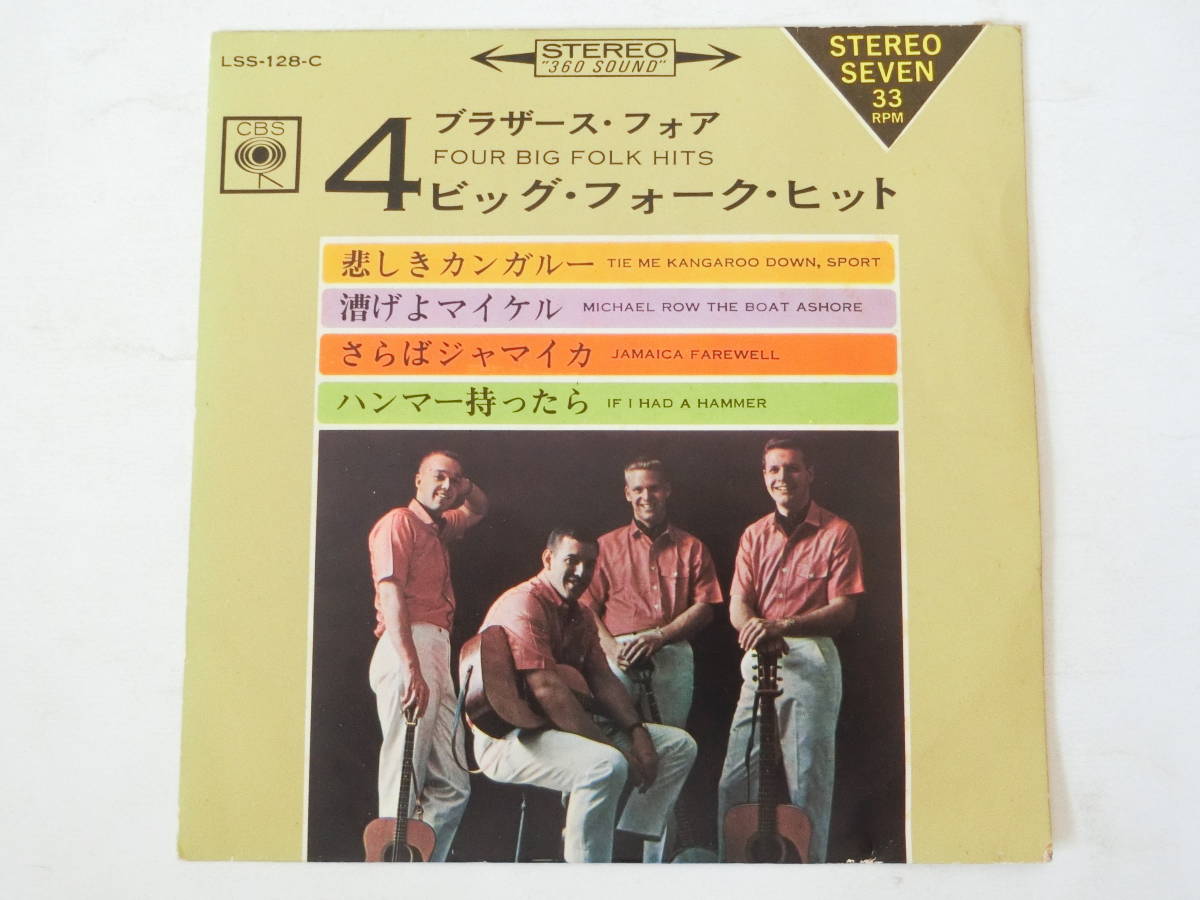 LSS-128-C
STEREO
"360 SOUND"
STEREO
SEVEN
33
RPM
CBS
4
ブラザース・フォア
FOUR BIG FOLK HITS
ビッグ・フォーク・ヒット
悲しきカンガルー TIE ME KANGAROO DOWN, SPORT
漕げよマイケル MICHAEL ROW THE BOAT ASHORE
さらばジャマイカ JAMAICA FAREWELL
ハンマー持ったら IF I HAD A HAMMER